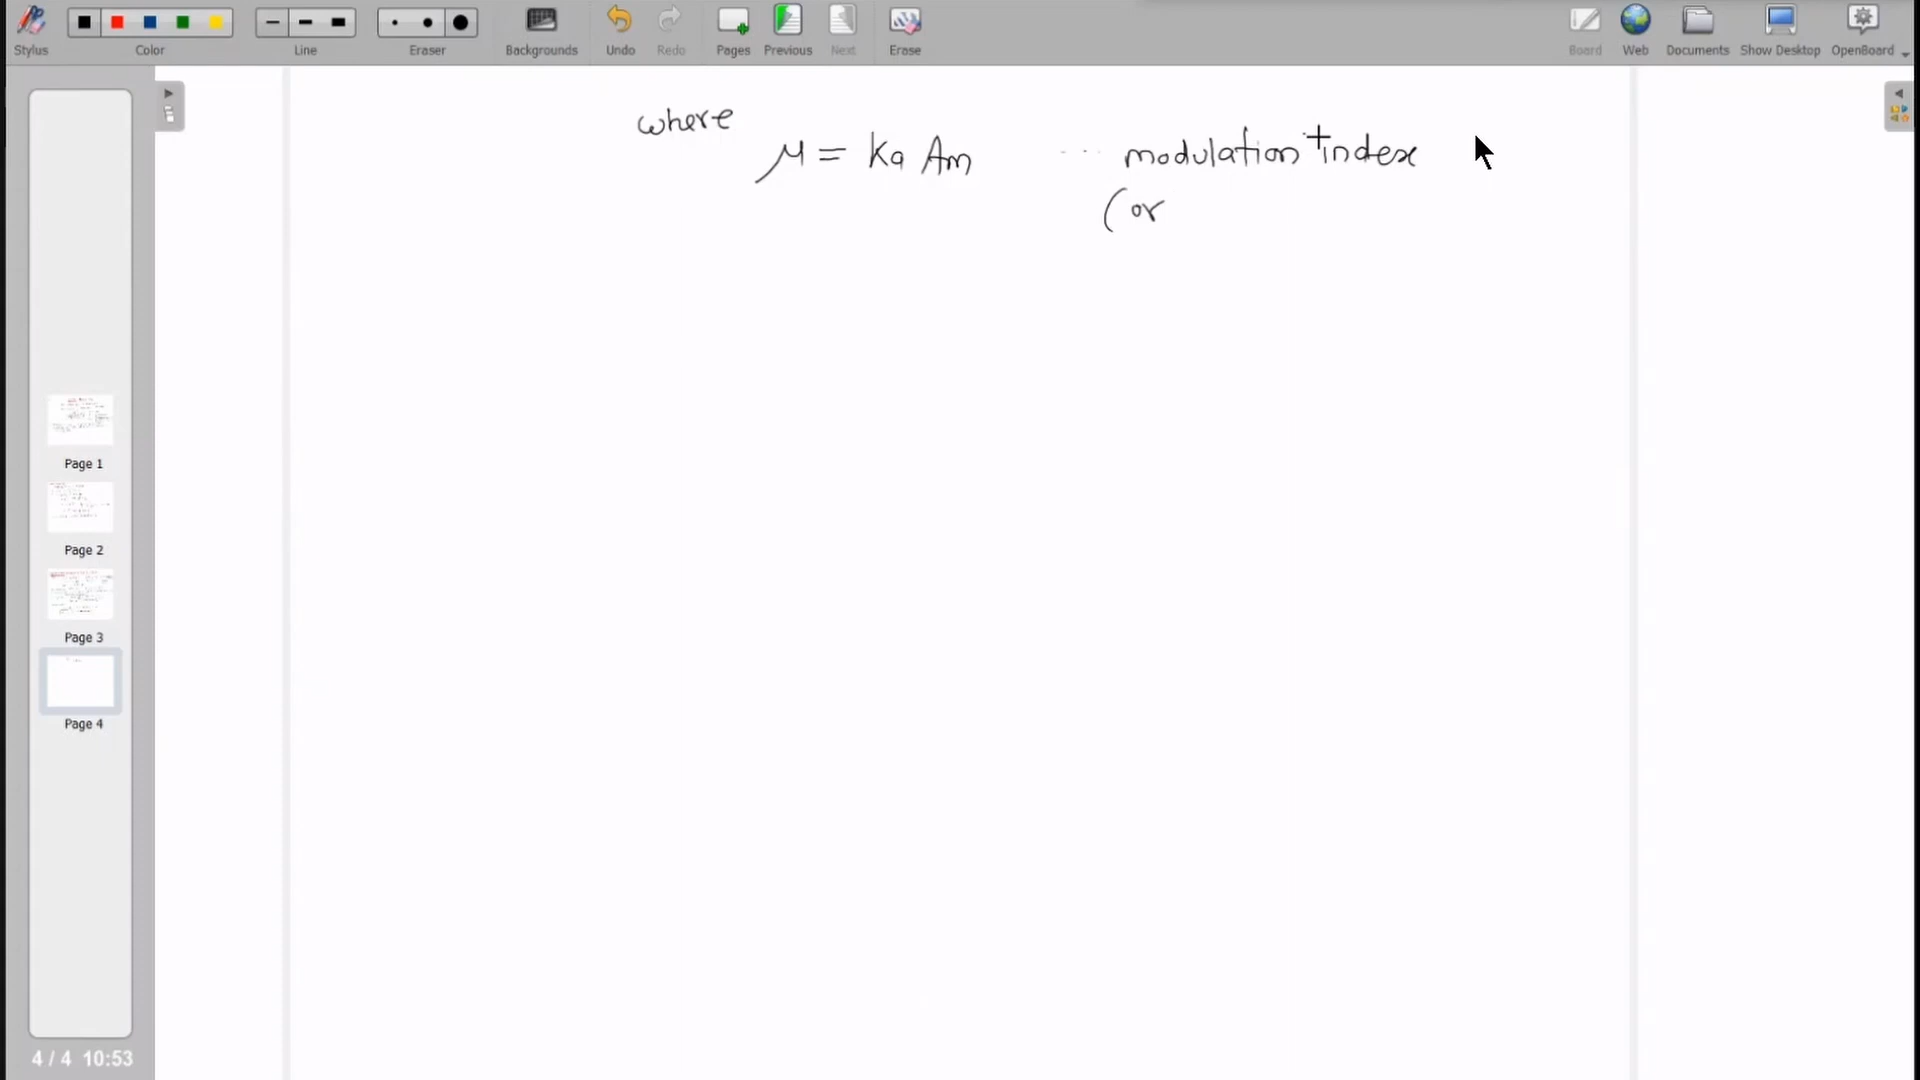 Stylus Color Line Eraser Backgrounds Undo Redo Pages Previous Next Erase Board Web Documents Show Desktop OpenBoard
where
μ = Ka Am ... modulation index
(or
Page 1
Page 2
Page 3
Page 4
4 / 4 10:53